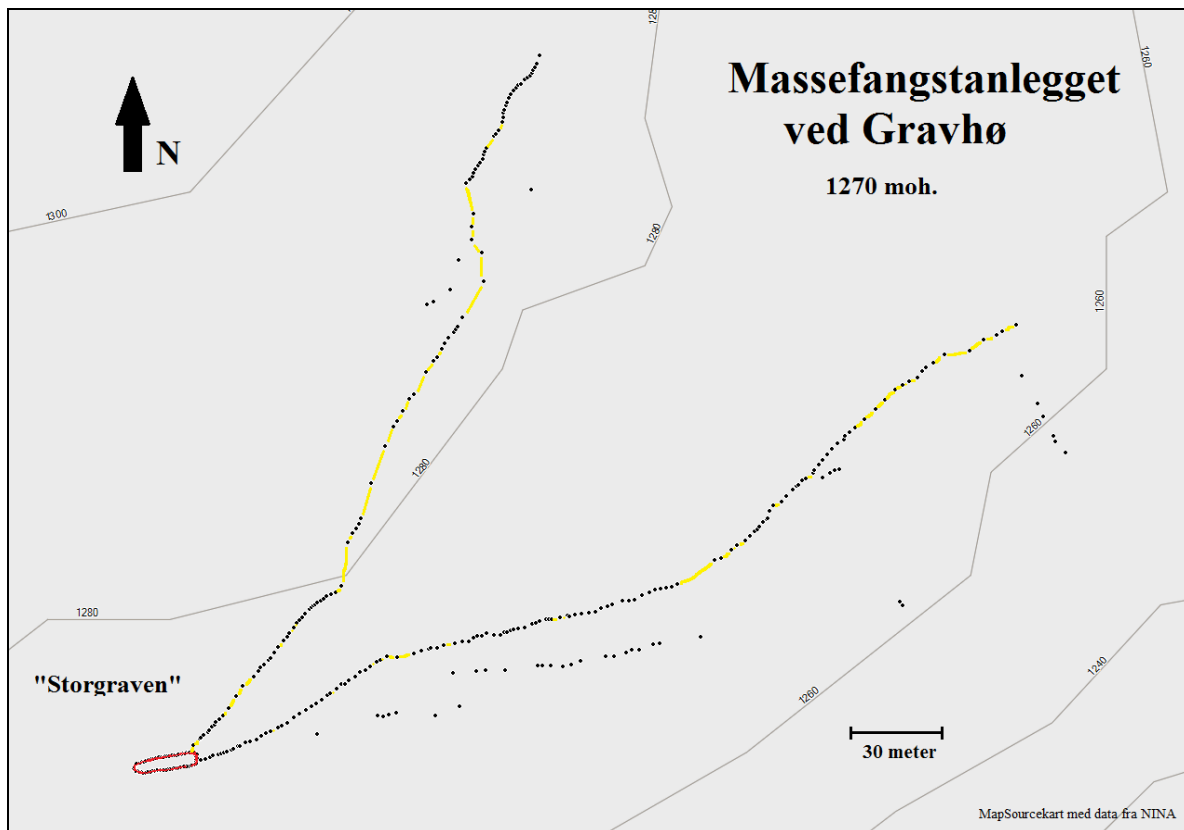 Massefangstanlegget
ved Gravhø
1270 moh.
N
128
1260
1300
1280
1260
1260
1280
1280
1240
1260
"Storgraven"
30 meter
MapSourcekart med data fra NINA